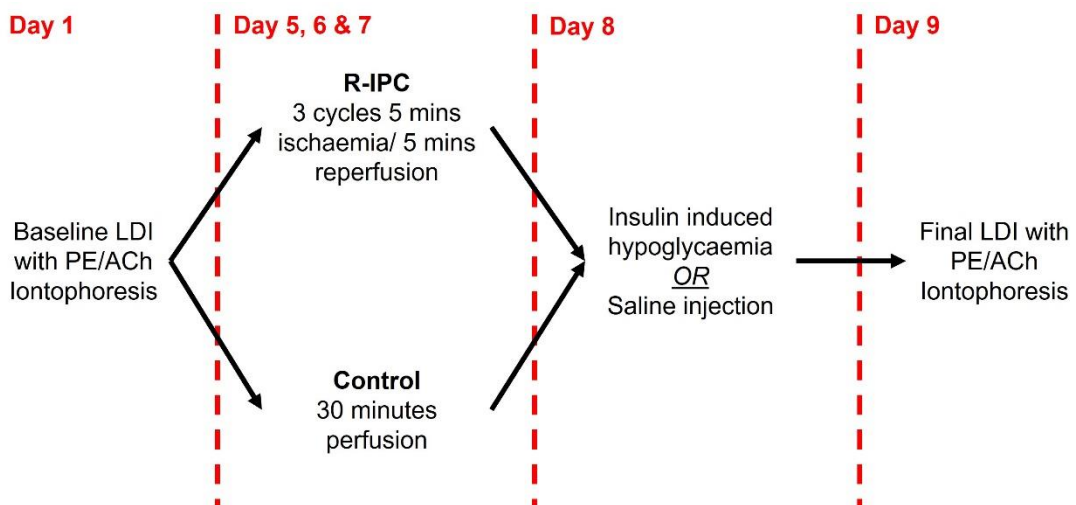 Day 1
Day 5, 6 & 7
Day 8
Day 9
R-IPC
3 cycles 5 mins
ischaemia/ 5 mins
reperfusion
Baseline LDI
with PE/ACh
Iontophoresis
Control
30 minutes
perfusion
Insulin induced
hypoglycaemia
OR
Saline injection
Final LDI with
PE/ACh
Iontophoresis